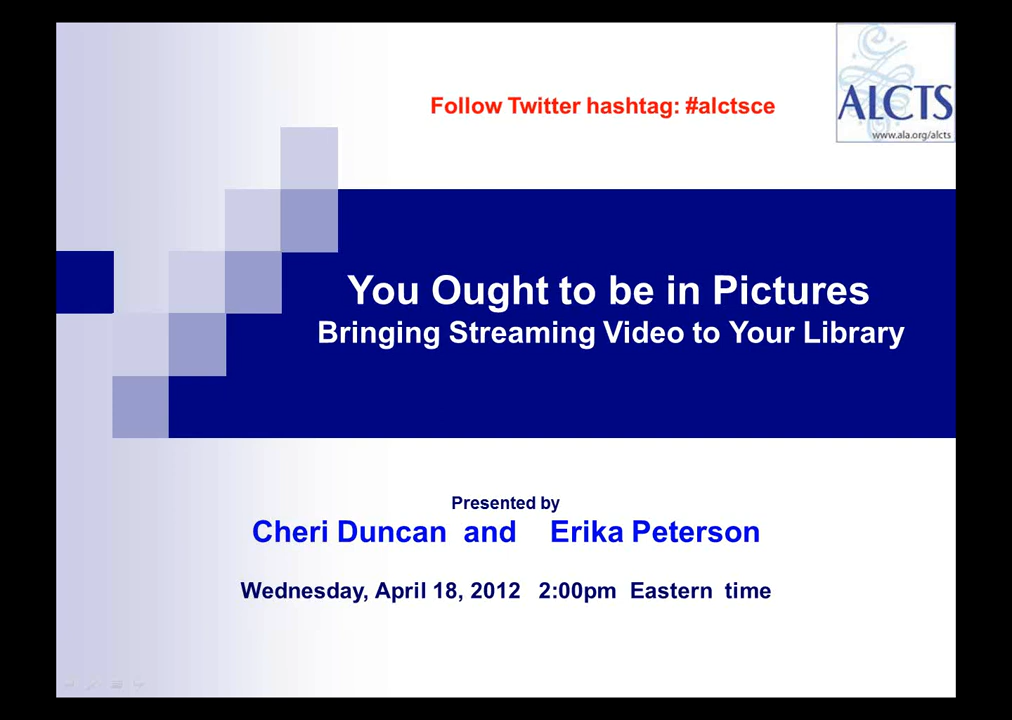 Follow Twitter hashtag: #alctsce
ALCTS
www.ala.org/alcts
You Ought to be in Pictures
Bringing Streaming Video to Your Library
Presented by
Cheri Duncan and Erika Peterson
Wednesday, April 18, 2012 2:00pm Eastern time